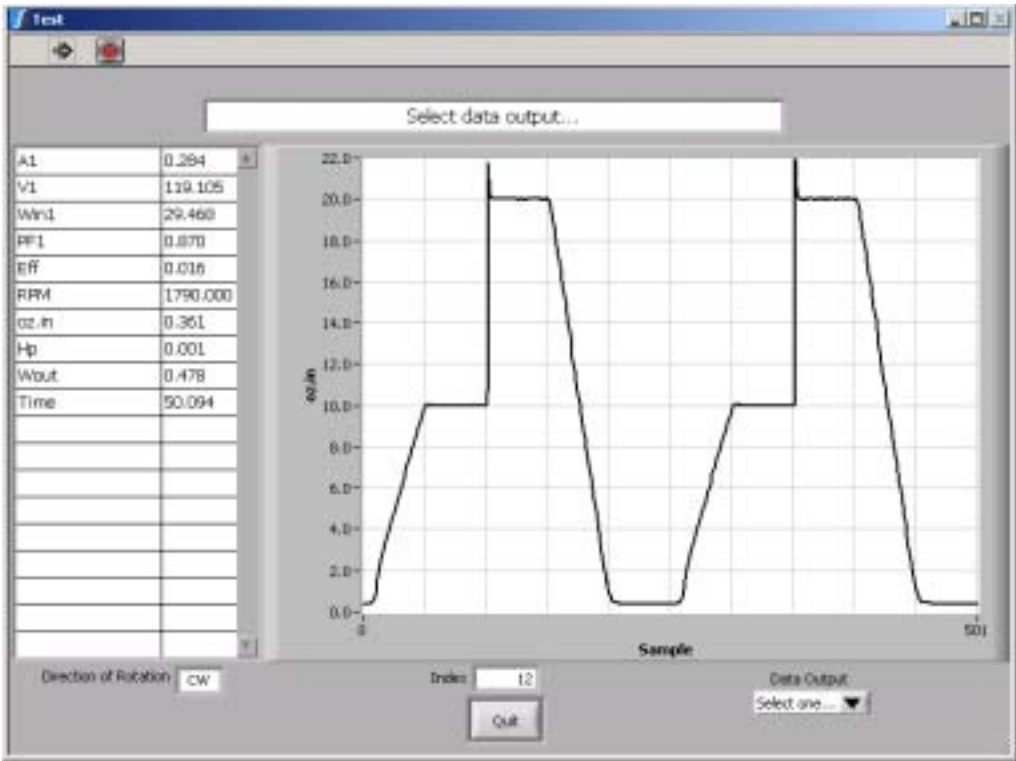 Test
Select data output...
A1 0.284
V1 119.105
Win1 29.460
PF1 0.870
Eff 0.016
RPM 1790.000
oz.in 0.361
Hp 0.001
Wout 0.478
Time 50.094
22.0
20.0
18.0
16.0
14.0
12.0
10.0
8.0
6.0
4.0
2.0
0.0
oz.in
0 501
Sample
Direction of Rotation CW
Index 12
Data Output
Select one...
Quit